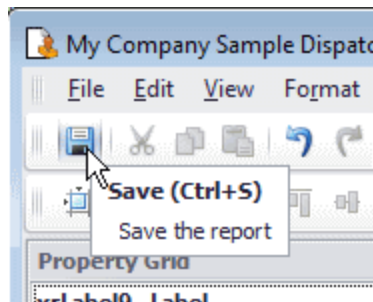 My Company Sample Dispatc
File Edit View Format
Save (Ctrl+S)
Save the report
Property Grid
xrLabel9 Label